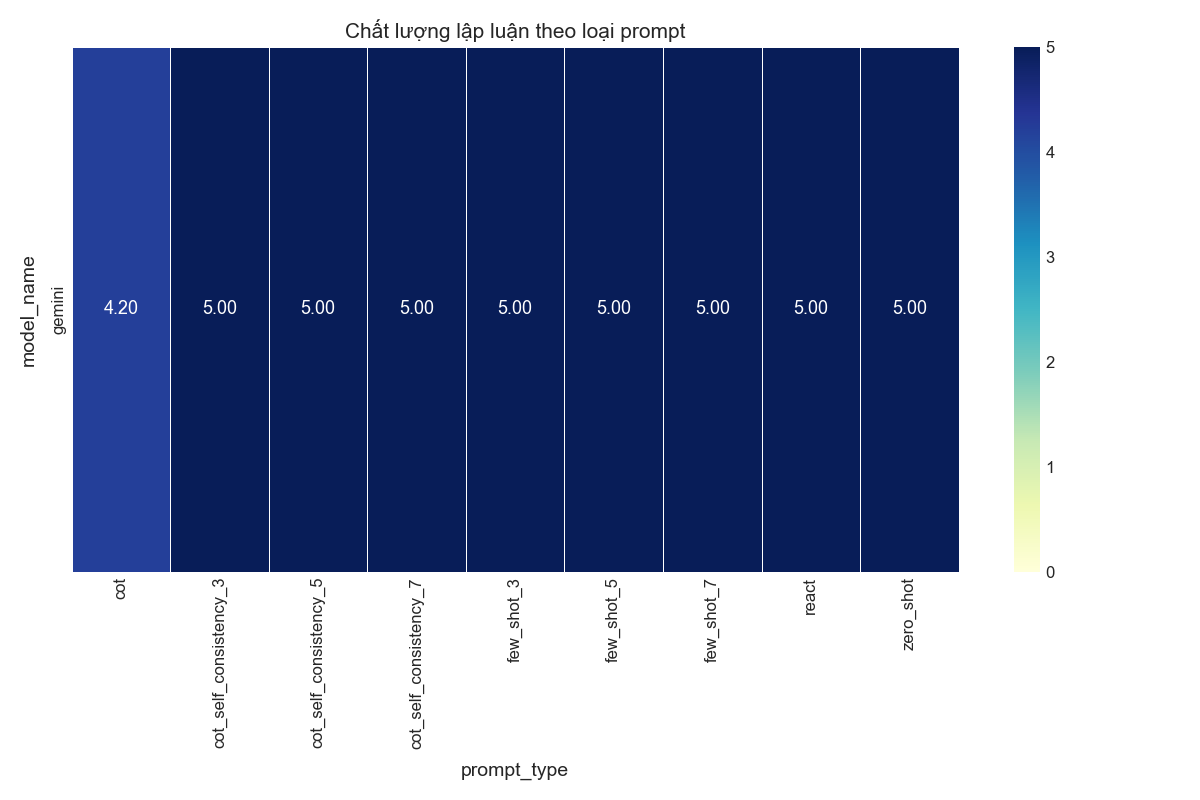 Chất lượng lập luận theo loại prompt
model_name
gemini
4.20 5.00 5.00 5.00 5.00 5.00 5.00 5.00 5.00
cot
cot_self_consistency_3
cot_self_consistency_5
cot_self_consistency_7
few_shot_3
few_shot_5
few_shot_7
react
zero_shot
prompt_type
5
4
3
2
1
0